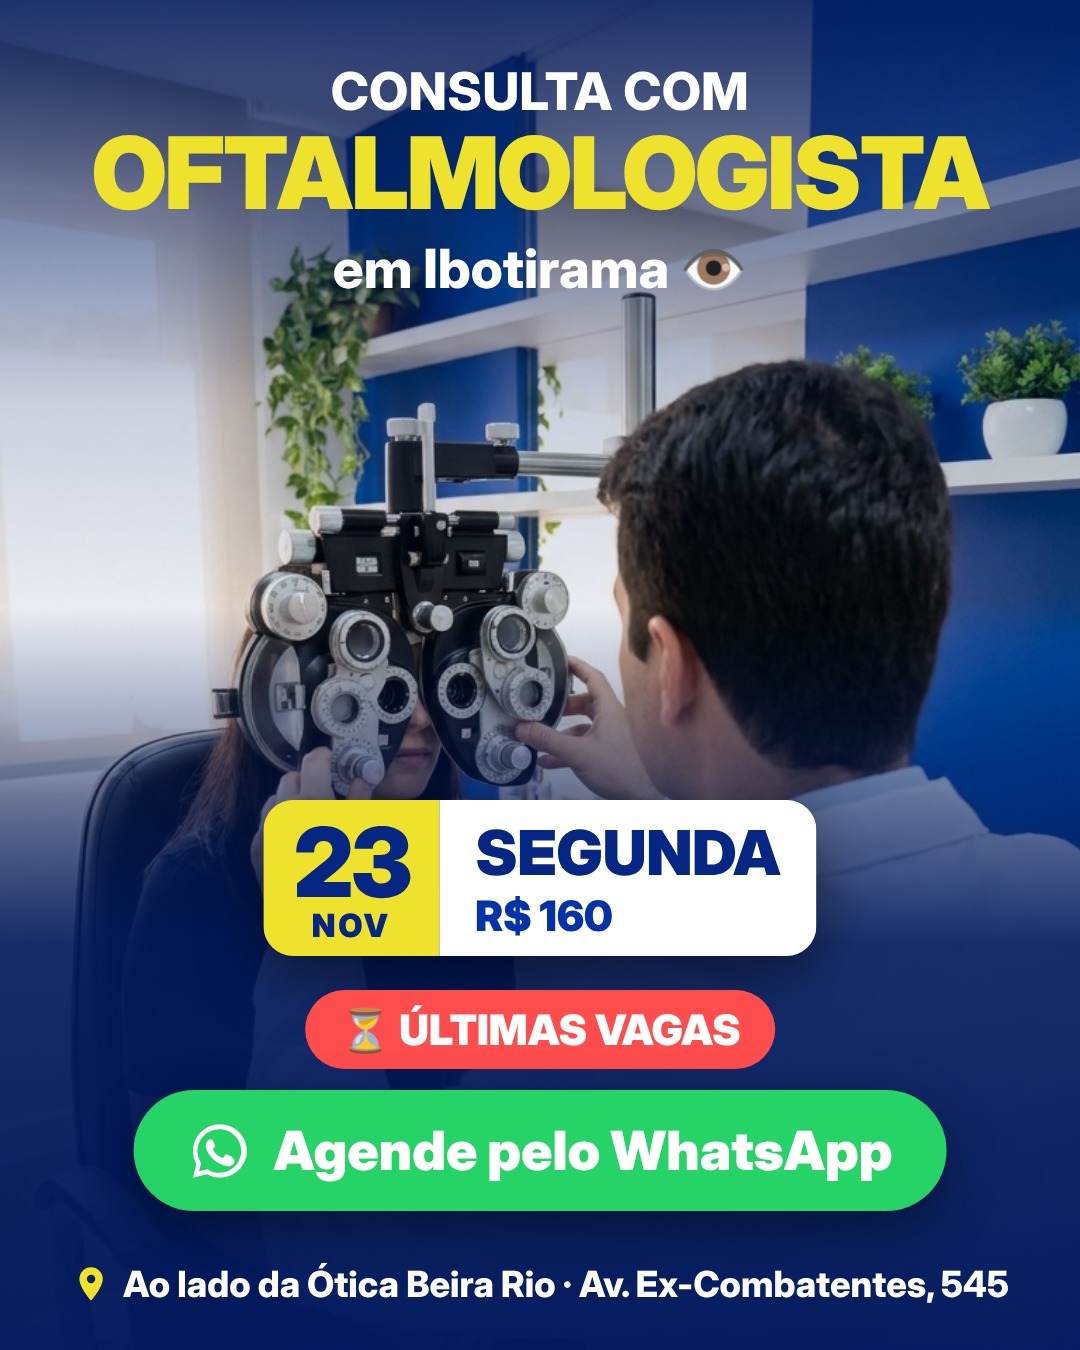 CONSULTA COM
OFTALMOLOGISTA
em Ibotirama 👁️
23
NOV
SEGUNDA
R$ 160
⏳ ÚLTIMAS VAGAS
Agende pelo WhatsApp
Ao lado da Ótica Beira Rio · Av. Ex-Combatentes, 545